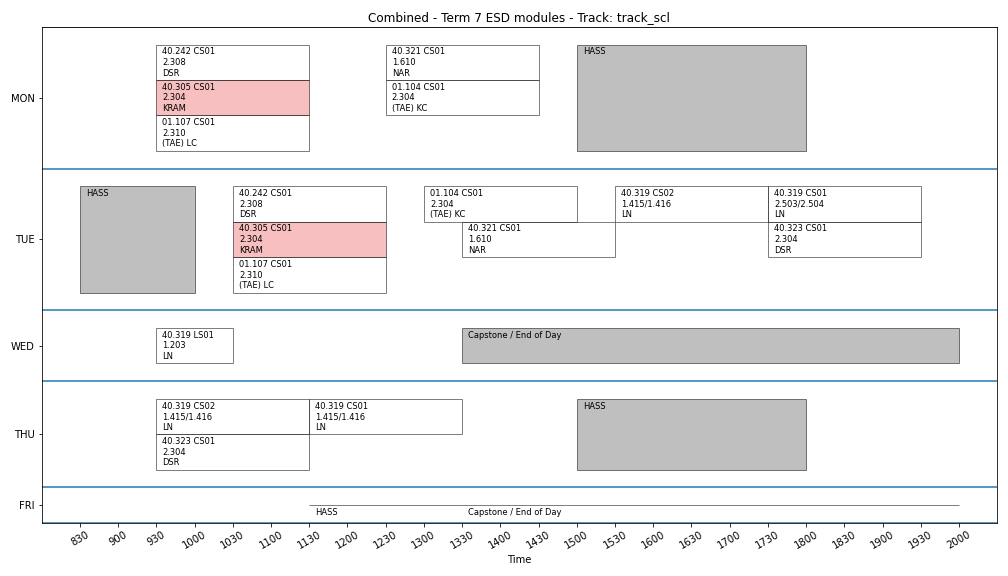 Combined - Term 7 ESD modules - Track: track_scl
MON
40.242 CS01
2.308
DSR
40.305 CS01
2.304
KRAM
01.107 CS01
2.310
(TAE) LC
40.321 CS01
1.610
NAR
01.104 CS01
2.304
(TAE) KC
HASS
TUE
HASS
40.242 CS01
2.308
DSR
40.305 CS01
2.304
KRAM
01.107 CS01
2.310
(TAE) LC
01.104 CS01
2.304
(TAE) KC
40.321 CS01
1.610
NAR
40.319 CS02
1.415/1.416
LN
40.319 CS01
2.503/2.504
LN
40.323 CS01
2.304
DSR
WED
40.319 LS01
1.203
LN
Capstone / End of Day
THU
40.319 CS02
1.415/1.416
LN
40.323 CS01
2.304
DSR
40.319 CS01
1.415/1.416
LN
HASS
FRI
HASS
Capstone / End of Day
830 900 930 1000 1030 1100 1130 1200 1230 1300 1330 1430 1500 1530 1600 1630 1700 1730 1800 1830 1900 1930 2000
Time